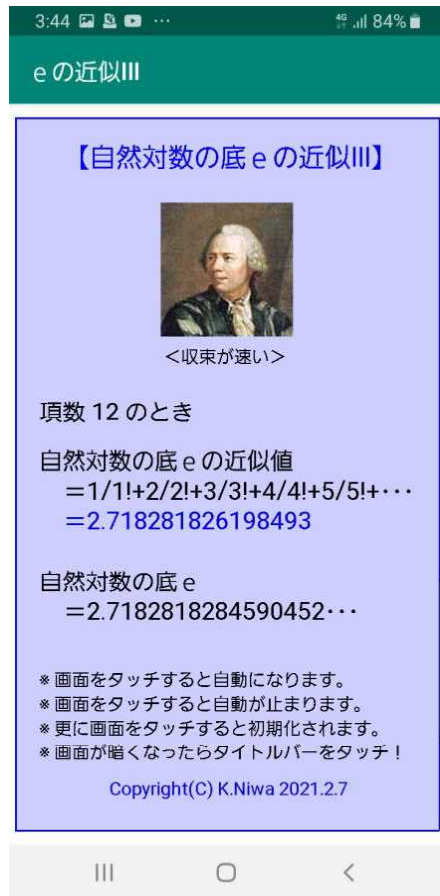 3:44 ··· 4G 84%
e の近似III
【自然対数の底 e の近似III】
＜収束が速い＞
項数 12 のとき
自然対数の底 e の近似値
＝1/1!+2/2!+3/3!+4/4!+5/5!+･･･
＝2.718281826198493
自然対数の底 e
＝2.7182818284590452･･･
※ 画面をタッチすると自動になります。
※ 画面をタッチすると自動が止まります。
※ 更に画面をタッチすると初期化されます。
※ 画面が暗くなったらタイトルバーをタッチ！
Copyright(C) K.Niwa 2021.2.7